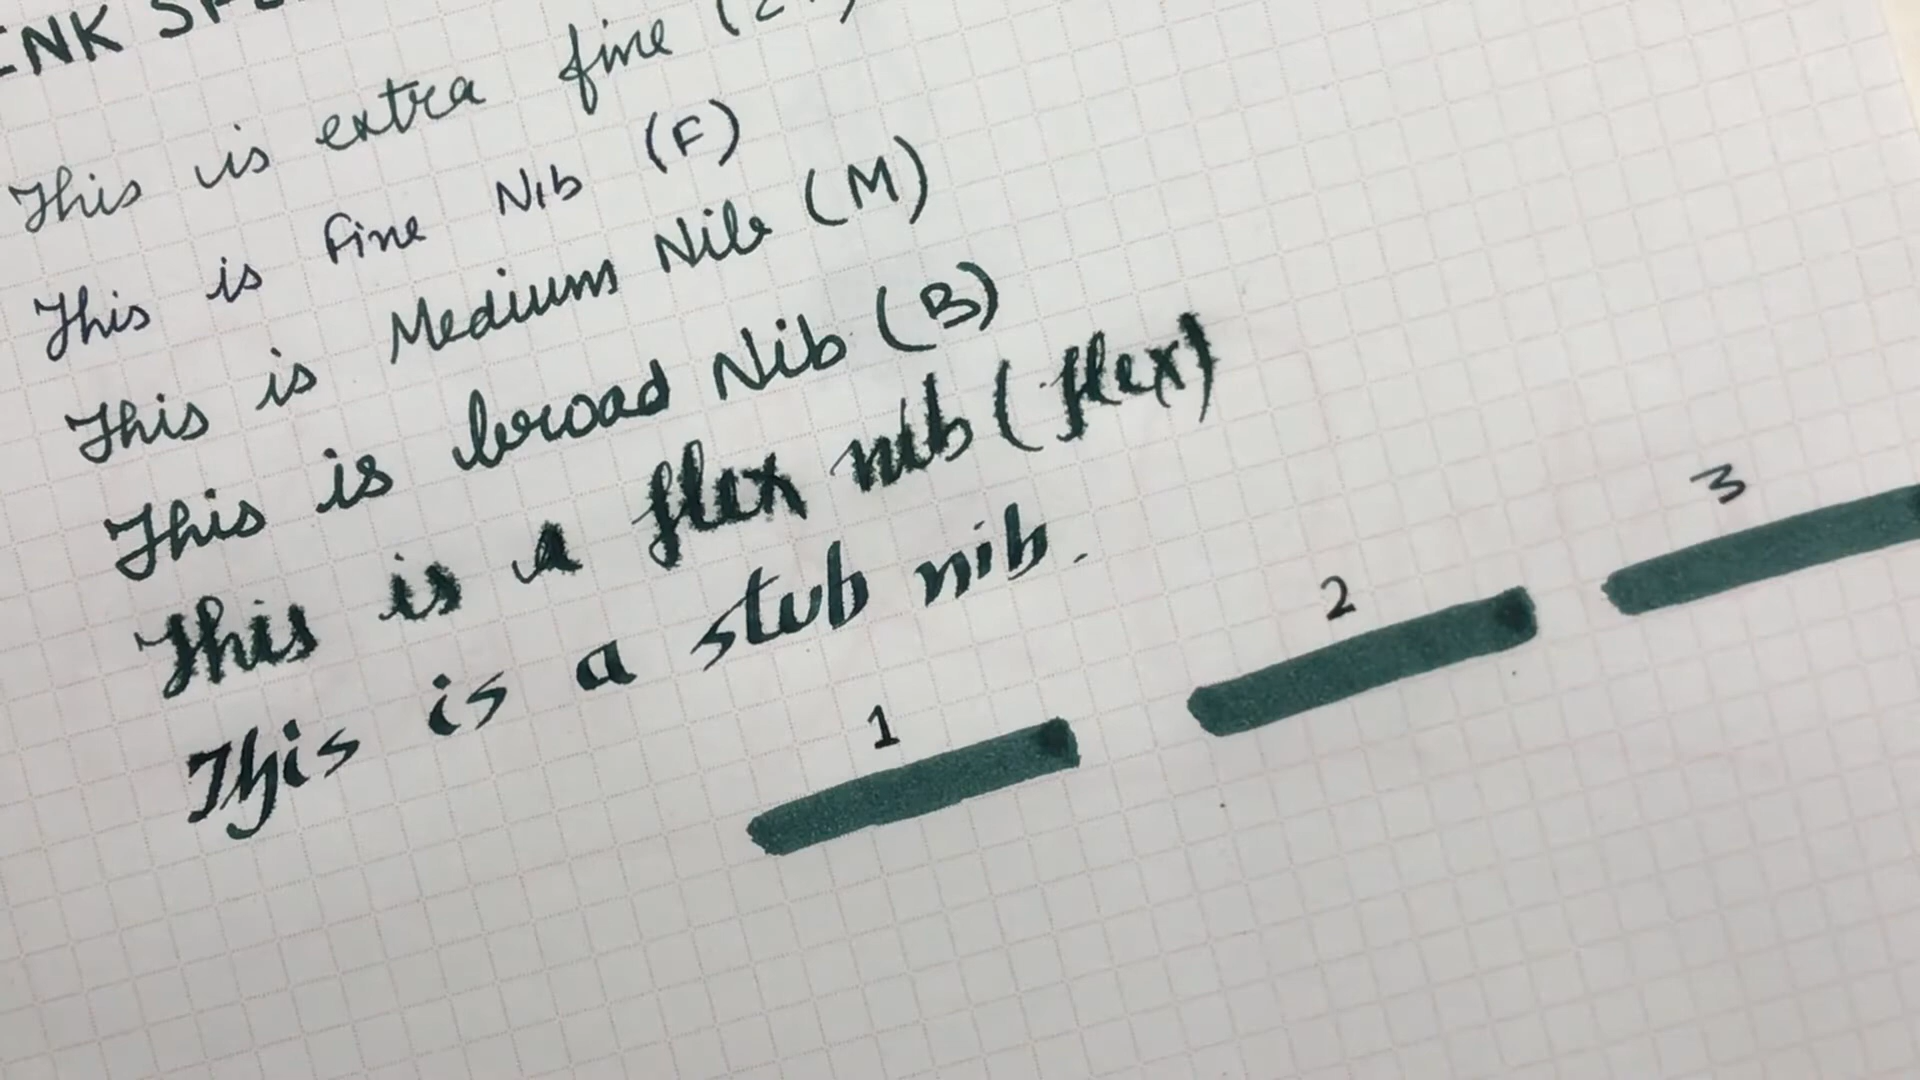 INK
This is extra fine
This is fine Nib (F)
This is Medium Nib (M)
This is broad Nib (B)
This is a flex nib (flex)
This is a stub nib.
1 2 3